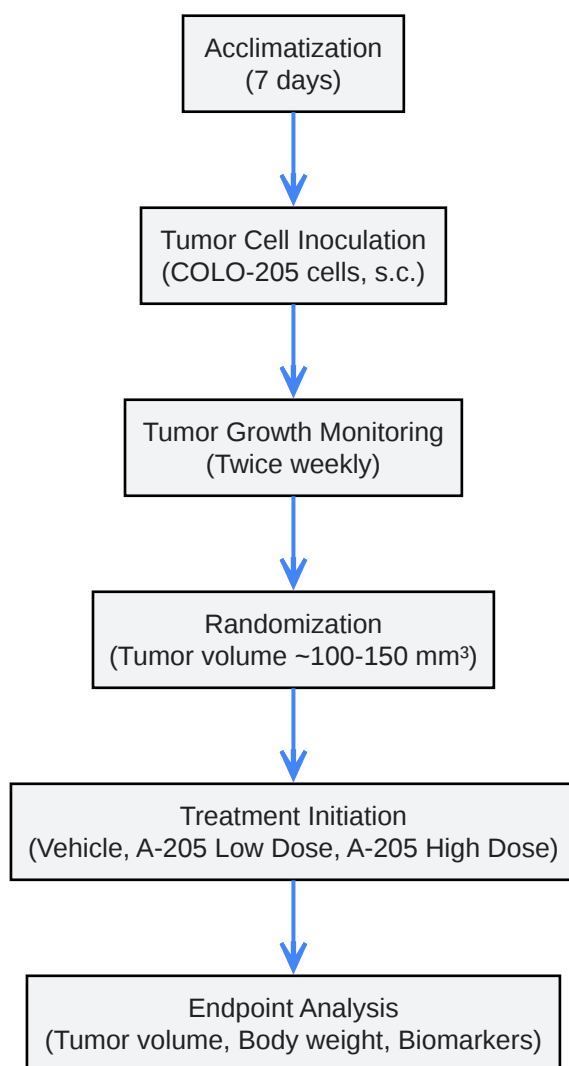 Acclimatization
(7 days)
Tumor Cell Inoculation
(COLO-205 cells, s.c.)
Tumor Growth Monitoring
(Twice weekly)
Randomization
(Tumor volume ~100-150 mm³)
Treatment Initiation
(Vehicle, A-205 Low Dose, A-205 High Dose)
Endpoint Analysis
(Tumor volume, Body weight, Biomarkers)